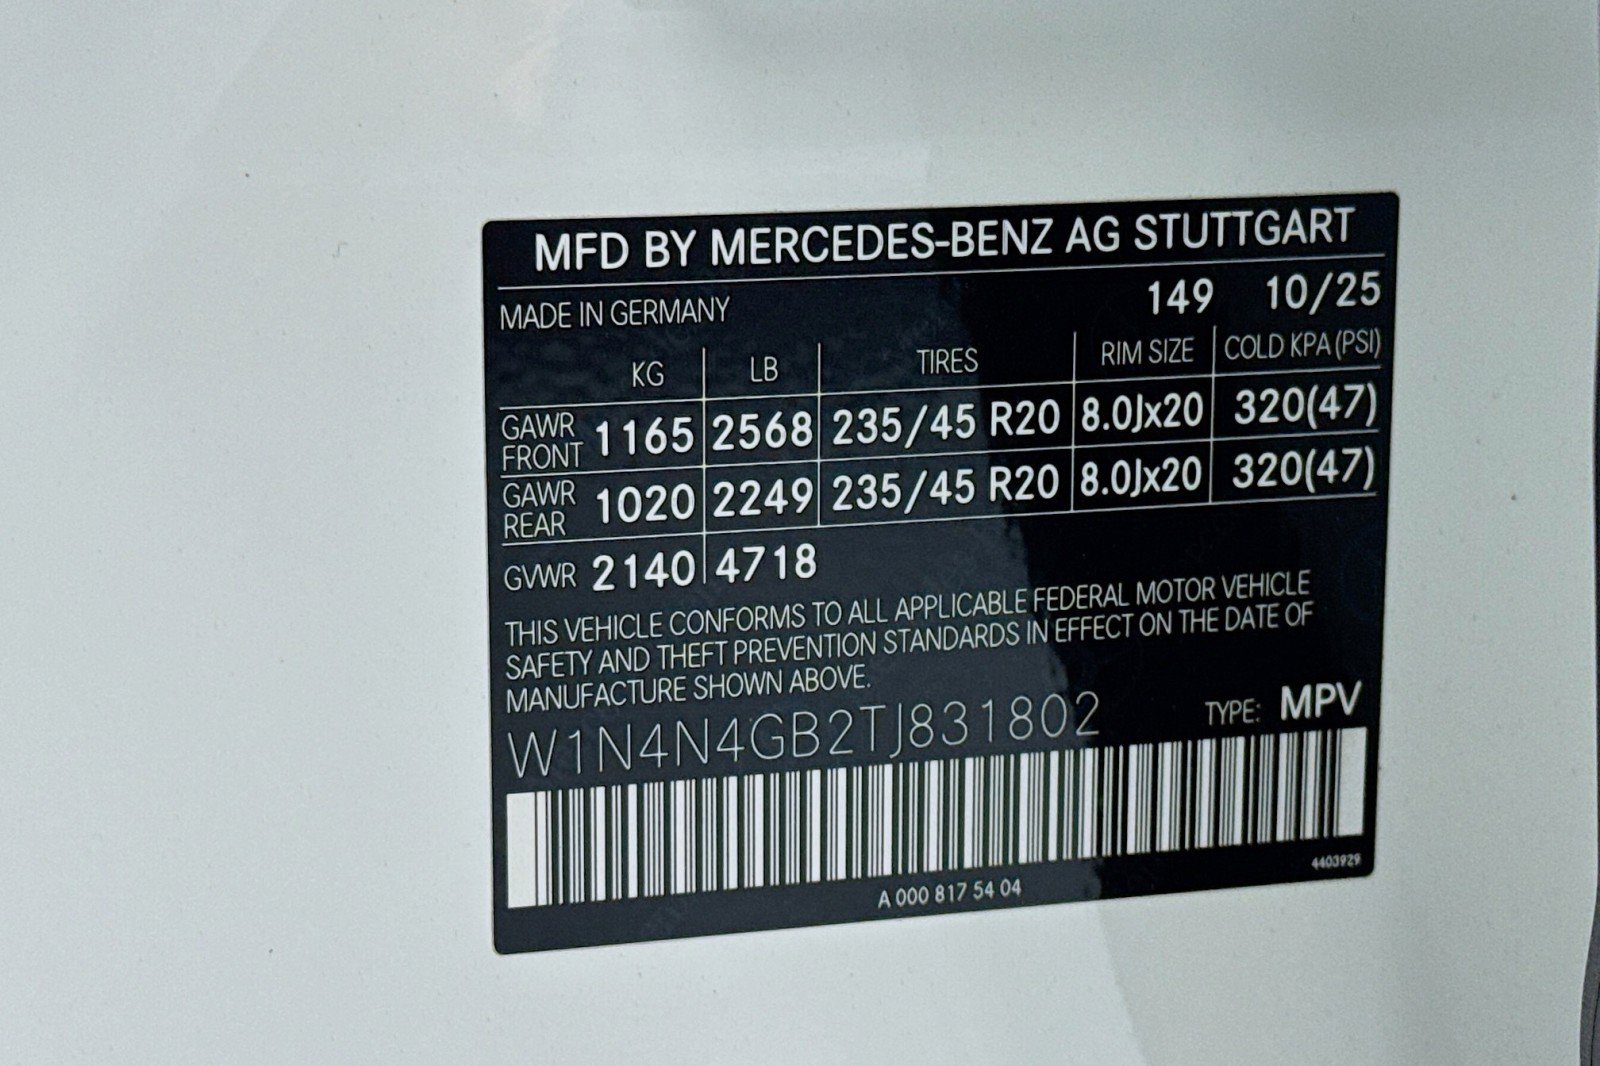 MFD BY MERCEDES-BENZ AG STUTTGART
MADE IN GERMANY 149 10/25
KG LB TIRES RIM SIZE COLD KPA (PSI)
GAWR FRONT 1165 2568 235/45 R20 8.0Jx20 320(47)
GAWR REAR 1020 2249 235/45 R20 8.0Jx20 320(47)
GVWR 2140 4718
THIS VEHICLE CONFORMS TO ALL APPLICABLE FEDERAL MOTOR VEHICLE
SAFETY AND THEFT PREVENTION STANDARDS IN EFFECT ON THE DATE OF
MANUFACTURE SHOWN ABOVE.
W1N4N4GB2TJ831802 TYPE: MPV
A 000 817 54 04
4403929